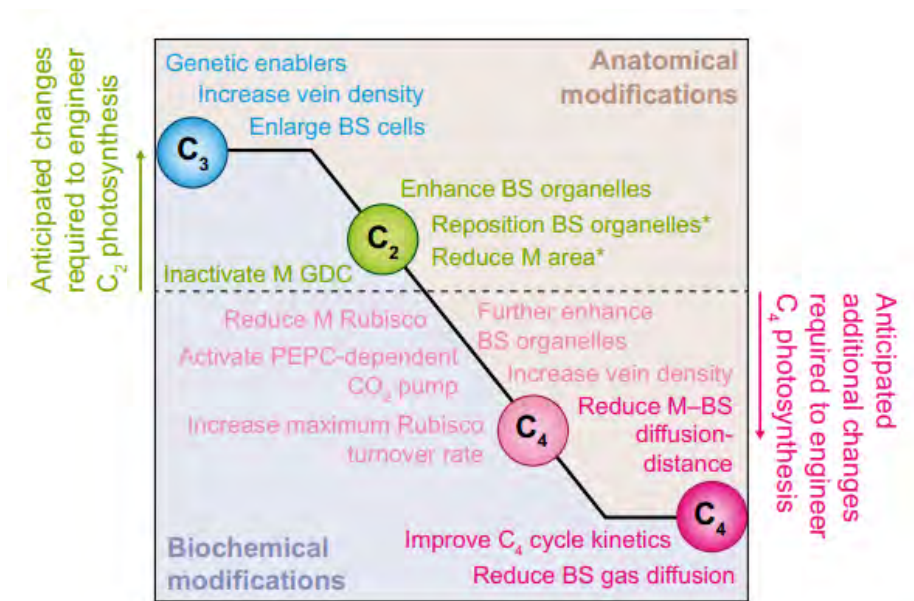 Anticipated changes
required to engineer
C₂ photosynthesis
Genetic enablers
Increase vein density
Enlarge BS cells
Anatomical
modifications
C₃
Enhance BS organelles
Reposition BS organelles*
Reduce M area*
C₂
Inactivate M GDC
Reduce M Rubisco
Activate PEPC-dependent
CO₂ pump
Increase maximum Rubisco
turnover rate
Further enhance
BS organelles
Increase vein density
Reduce M–BS
diffusion-
distance
C₄
C₄
Improve C₄ cycle kinetics
Reduce BS gas diffusion
Biochemical
modifications
Anticipated
additional changes
required to engineer
C₄ photosynthesis